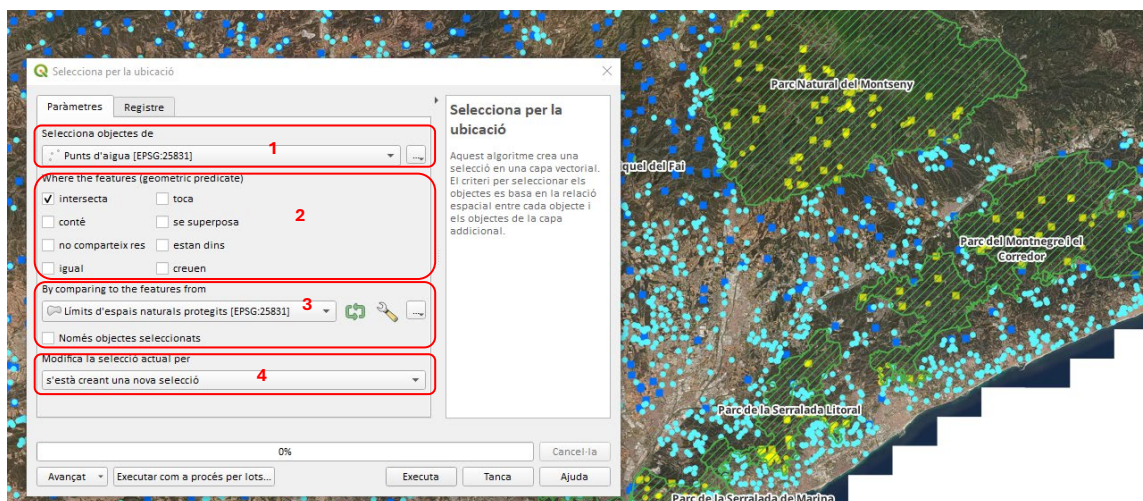 Selecciona per la ubicació
Paràmetres
Registre
Selecciona objectes de
1
Punts d'aigua [EPSG:25831]
...
Where the features (geometric predicate)
intersecta
toca
2
conté
se superposa
no comparteix res
estan dins
igual
creuen
By comparing to the features from
3
Límits d'espais naturals protegits [EPSG:25831]
...
Només objectes seleccionats
Modifica la selecció actual per
4
s'està creant una nova selecció
Selecciona per la
ubicació
Aquest algoritme crea una
selecció en una capa vectorial.
El criteri per seleccionar els
objectes es basa en la relació
espacial entre cada objecte i
els objectes de la capa
addicional.
0%
Cancel·la
Avançat
Executar com a procés per lots...
Executa
Tanca
Ajuda
Parc Natural del Montseny
iquel del Fai
Parc del Montnegre i el
Corredor
Parc de la Serralada Litoral
Parc de la Serralada de Marina